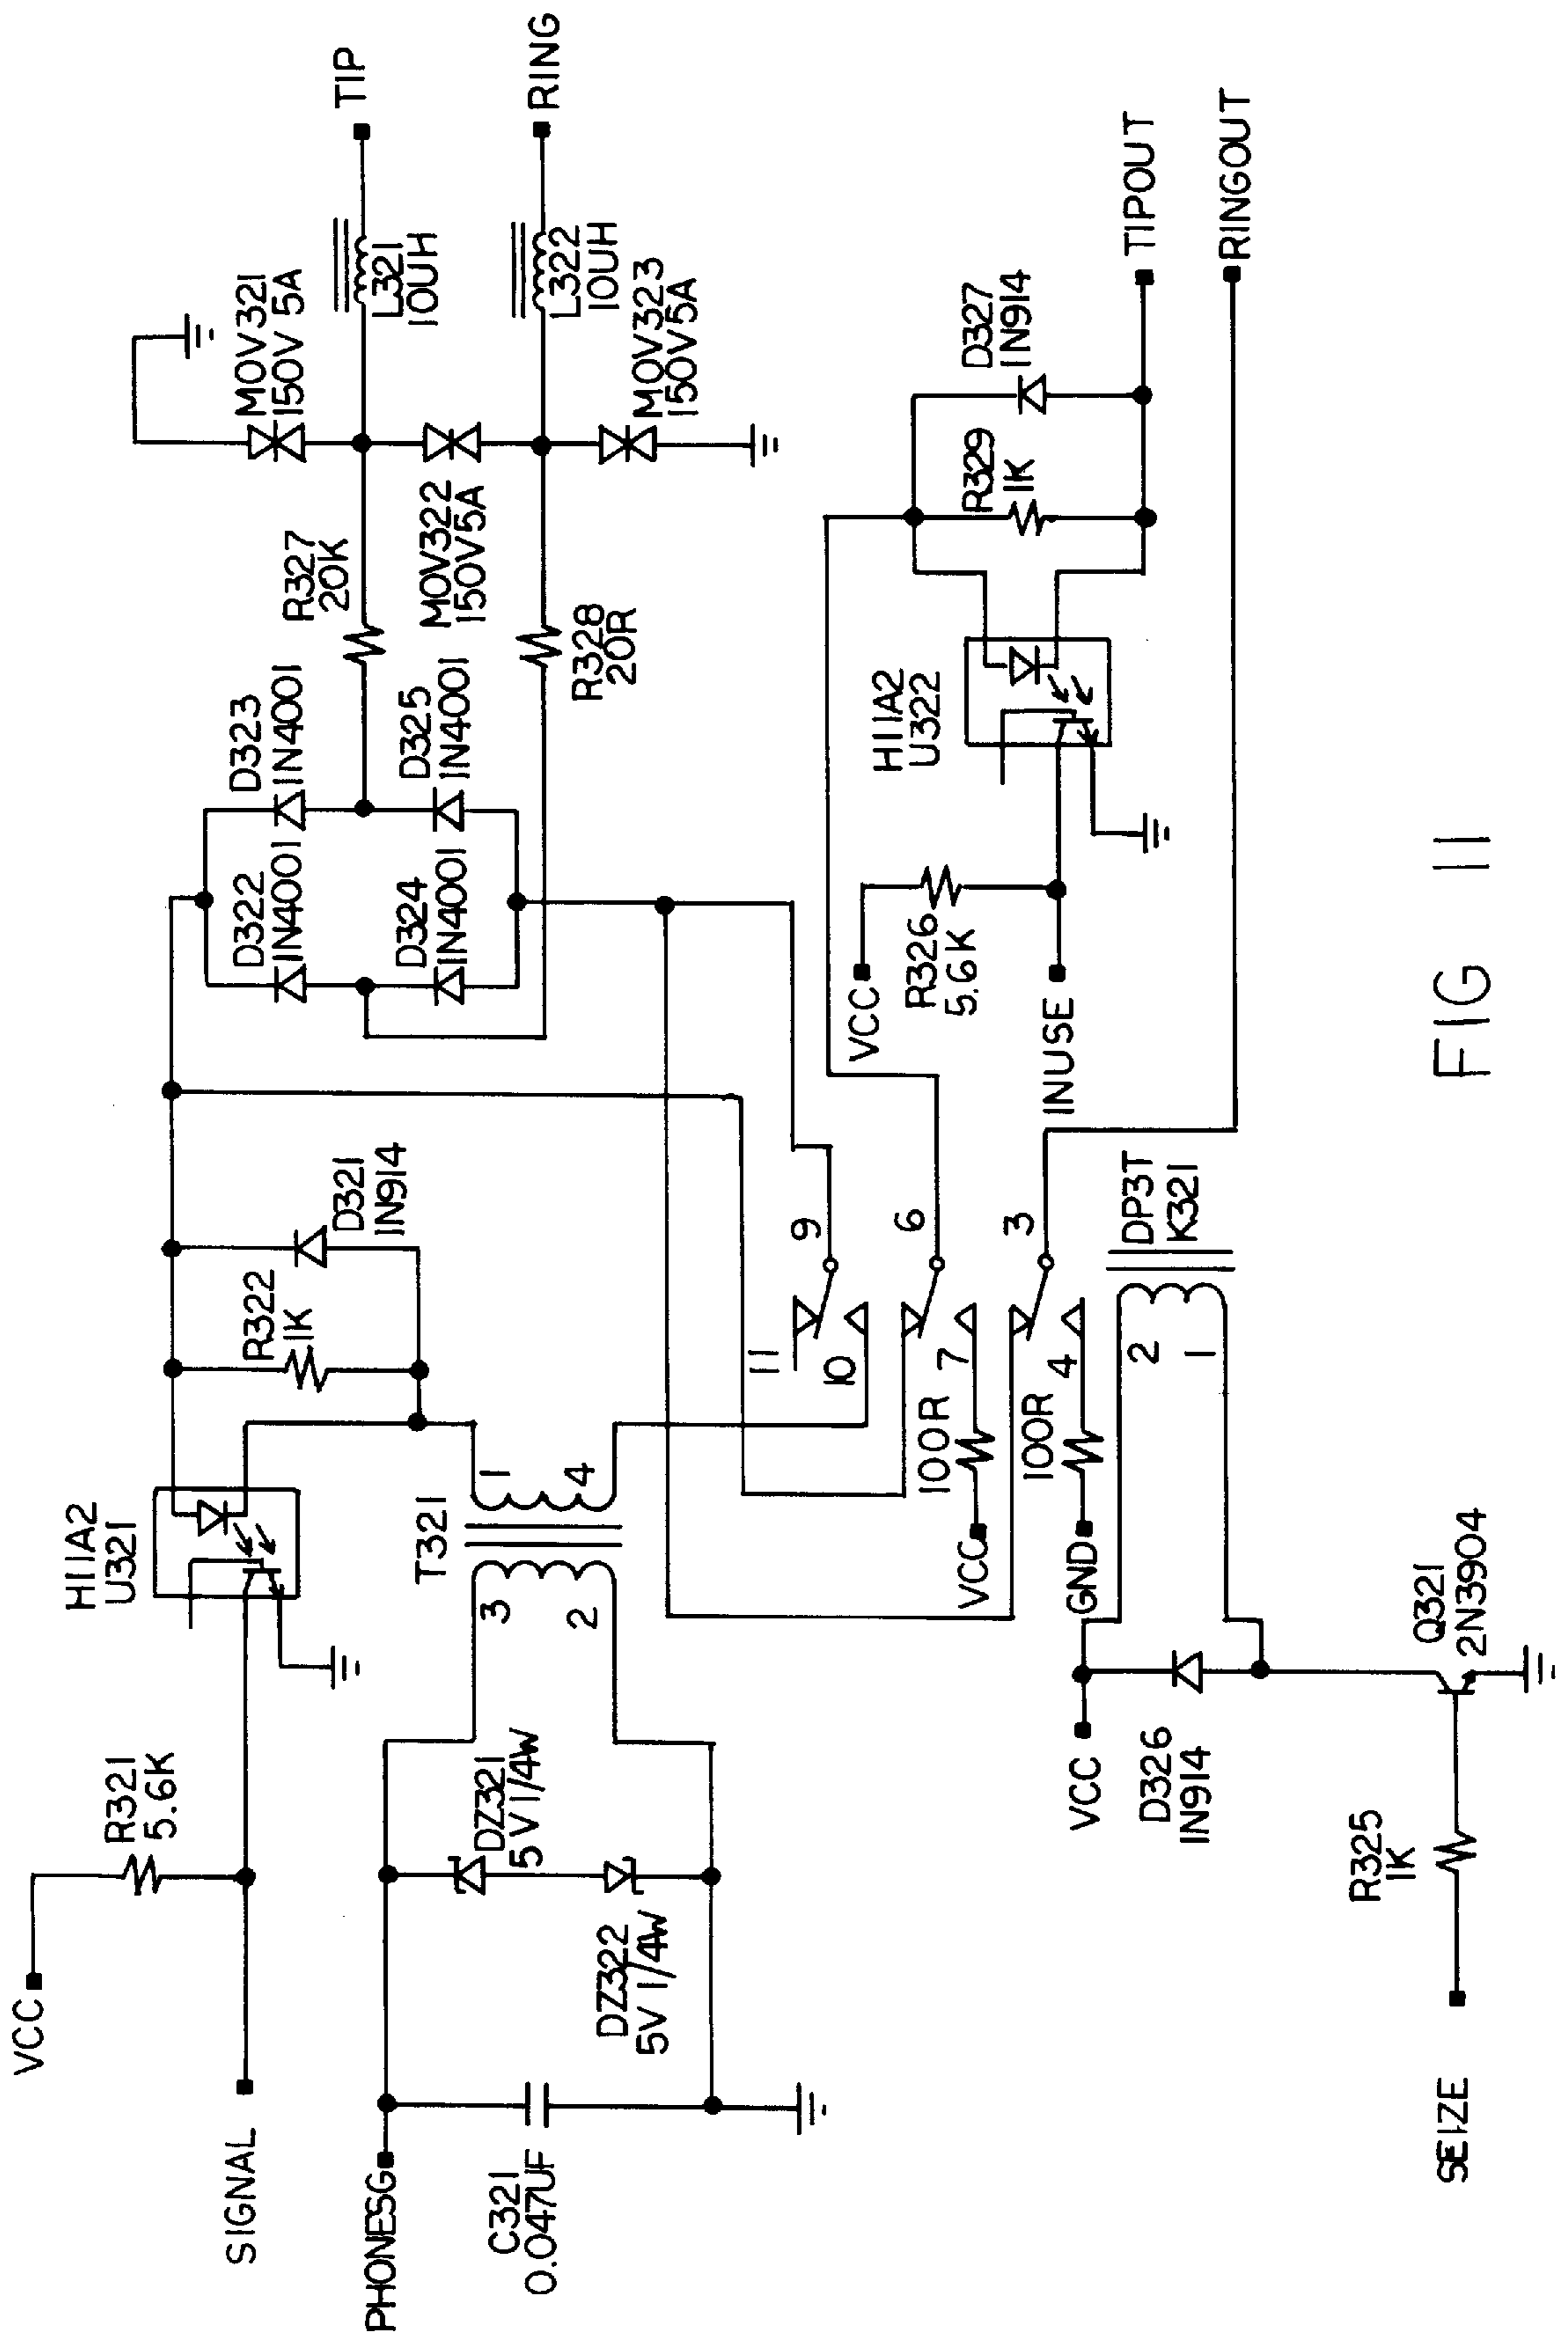 VCC
SIGNAL
R321
5.6K
H11A2
U321
R322
1K
D321
1N914
D322
1N4001
D323
1N4001
D324
1N4001
D325
1N4001
R327
20K
R328
20R
MOV321
150V 5A
MOV322
150V5A
MOV323
150V5A
L321
10UH
L322
10UH
TIP
RING
PHONESG
C321
0.047UF
DZ321
5V 1/4W
DZ322
5V 1/4W
T321
3
2
1
4
11
10
9
7
6
4
3
100R
100R
VCC
GND
2
1
DP3T
K321
VCC
D326
1N914
SEIZE
R325
1K
Q321
2N3904
VCC
R326
5.6K
INUSE
H11A2
U322
R329
1K
D327
1N914
TIPOUT
RINGOUT
FIG 11